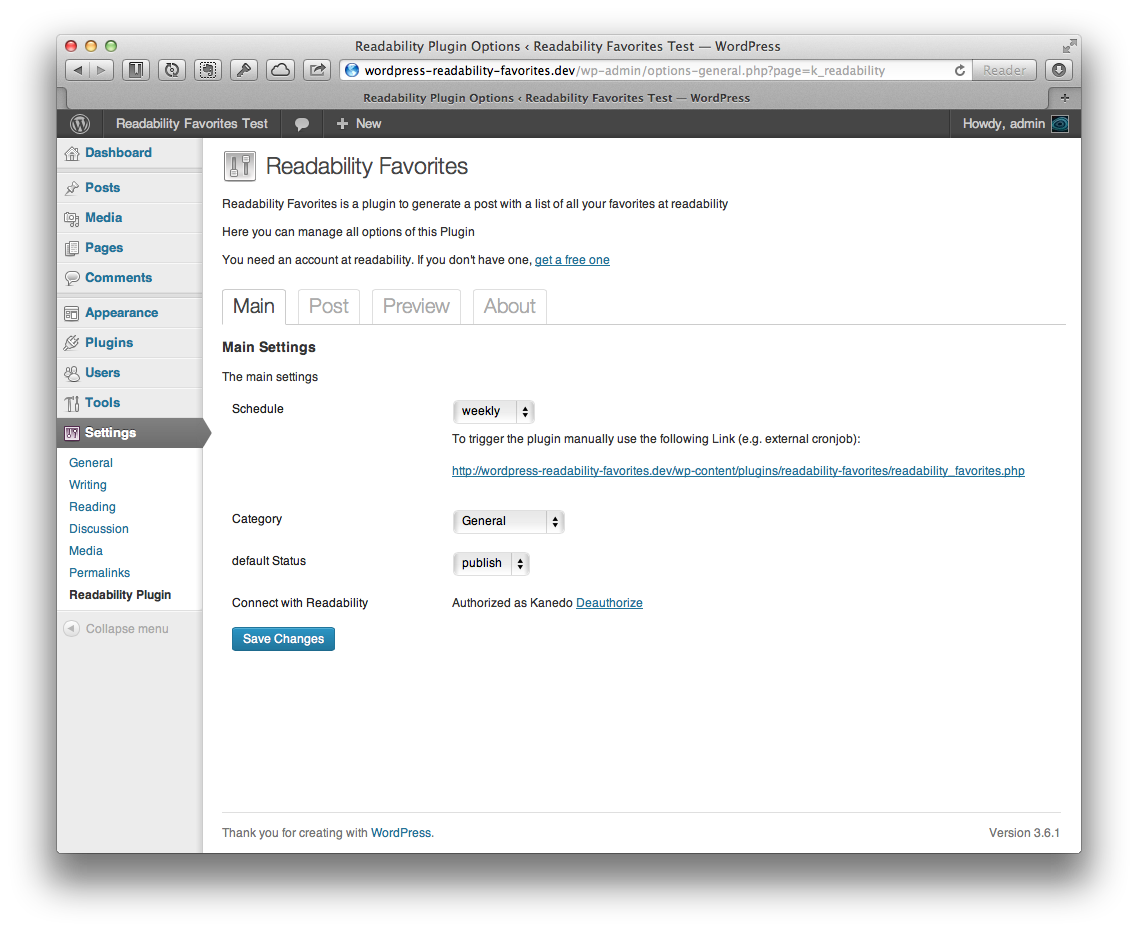 Readability Plugin Options ‹ Readability Favorites Test — WordPress
wordpress-readability-favorites.dev/wp-admin/options-general.php?page=k_readability
Reader
Readability Plugin Options ‹ Readability Favorites Test — WordPress
Readability Favorites Test
+ New
Howdy, admin
Dashboard
Posts
Media
Pages
Comments
Appearance
Plugins
Users
Tools
Settings
General
Writing
Reading
Discussion
Media
Permalinks
Readability Plugin
Collapse menu
Readability Favorites
Readability Favorites is a plugin to generate a post with a list of all your favorites at readability
Here you can manage all options of this Plugin
You need an account at readability. If you don't have one, get a free one
Main
Post
Preview
About
Main Settings
The main settings
Schedule
weekly
To trigger the plugin manually use the following Link (e.g. external cronjob):
http://wordpress-readability-favorites.dev/wp-content/plugins/readability-favorites/readability_favorites.php
Category
General
default Status
publish
Connect with Readability
Authorized as Kanedo Deauthorize
Save Changes
Thank you for creating with WordPress.
Version 3.6.1